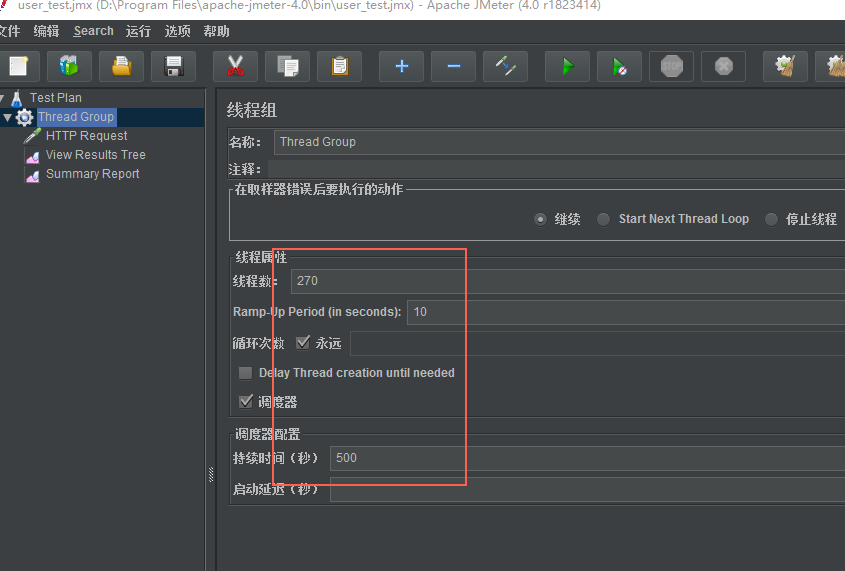 user_test.jmx (D:\Program Files\apache-jmeter-4.0\bin\user_test.jmx) - Apache JMeter (4.0 r1823414)
文件 编辑 Search 运行 选项 帮助
Test Plan
Thread Group
HTTP Request
View Results Tree
Summary Report
线程组
名称： Thread Group
注释：
在取样器错误后要执行的动作
继续 Start Next Thread Loop 停止线程
线程属性
线程数： 270
Ramp-Up Period (in seconds): 10
循环次数 永远
Delay Thread creation until needed
调度器
调度器配置
持续时间（秒） 500
启动延迟（秒）